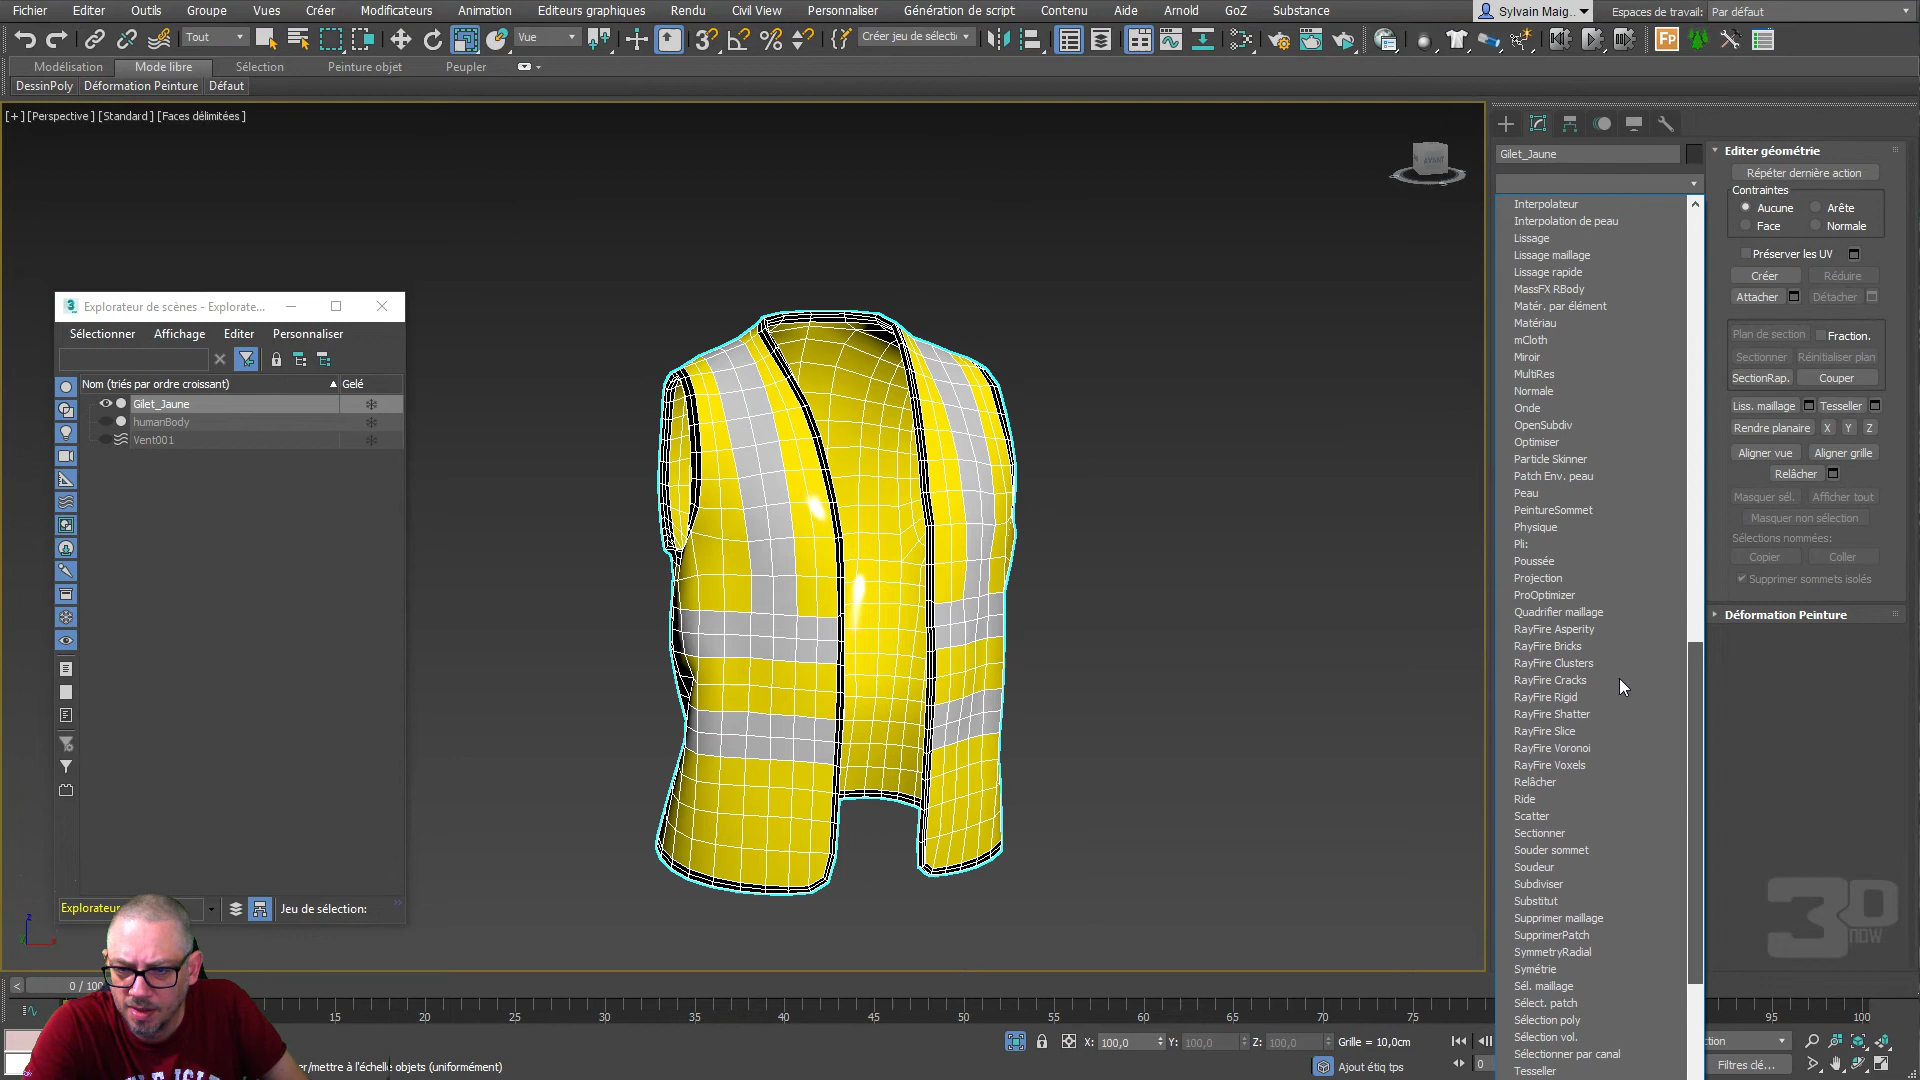 Fichier Editer Outils Groupe Vues Créer Modificateurs Animation Editeurs graphiques Rendu Civil View Personnaliser Génération de script Contenu Aide Arnold GoZ Substance Sylvain Maig... Espaces de travail: Par défaut
Tout Vue Créer jeu de sélecti
Modélisation Mode libre Sélection Peinture objet Peupler
DessinPoly Déformation Peinture Défaut
[+] [Perspective] [Standard] [Faces délimitées]
AVANT
Explorateur de scènes - Explorate...
Sélectionner Affichage Editer Personnaliser
Nom (triés par ordre croissant) Gelé
Gilet_Jaune
humanBody
Vent001
Explorateur
Jeu de sélection:
Gilet_Jaune
Interpolateur
Interpolation de peau
Lissage
Lissage maillage
Lissage rapide
MassFX RBody
Matér. par élément
Matériau
mCloth
Miroir
MultiRes
Normale
Onde
OpenSubdiv
Optimiser
Particle Skinner
Patch Env. peau
Peau
PeintureSommet
Physique
Pli:
Poussée
Projection
ProOptimizer
Quadrifier maillage
RayFire Asperity
RayFire Bricks
RayFire Clusters
RayFire Cracks
RayFire Rigid
RayFire Shatter
RayFire Slice
RayFire Voronoi
RayFire Voxels
Relâcher
Ride
Scatter
Sectionner
Souder sommet
Soudeur
Subdiviser
Substitut
Supprimer maillage
SupprimerPatch
SymmetryRadial
Symétrie
Sél. maillage
Sélect. patch
Sélection poly
Sélection vol.
Sélectionner par canal
Tesseller
Editer géométrie
Répéter dernière action
Contraintes
Aucune Arête
Face Normale
Préserver les UV
Créer Réduire
Attacher Détacher
Plan de section Fraction.
Sectionner Réinitialiser plan
SectionRap. Couper
Liss. maillage Tesseller
Rendre planaire X Y Z
Aligner vue Aligner grille
Relâcher
Masquer sél. Afficher tout
Masquer non sélection
Sélections nommées:
Copier Coller
Supprimer sommets isolés
Déformation Peinture
3D NOW
0 / 100
15 20 25 30 35 40 45 50 55 60 65 70 75 95 100
X: 100,0 Y: 100,0 Z: 100,0 Grille = 10,0cm
0
ction
er/mettre à l'échelle objets (uniformément)
Ajout étiq tps
Filtres clé...